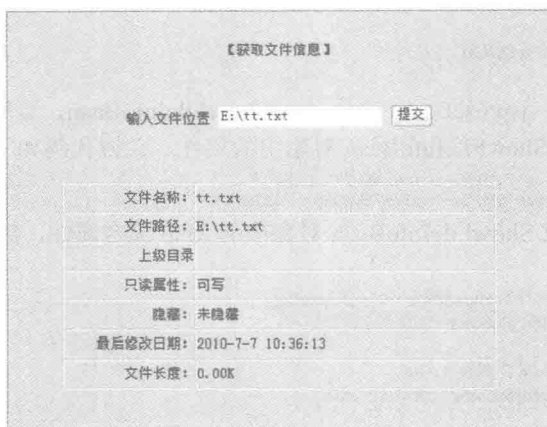 【获取文件信息】
输入文件位置 E:\tt.txt 提交
文件名称: tt.txt
文件路径: E:\tt.txt
上级目录
只读属性: 可写
隐藏: 未隐藏
最后修改日期: 2010-7-7 10:36:13
文件长度: 0.00K